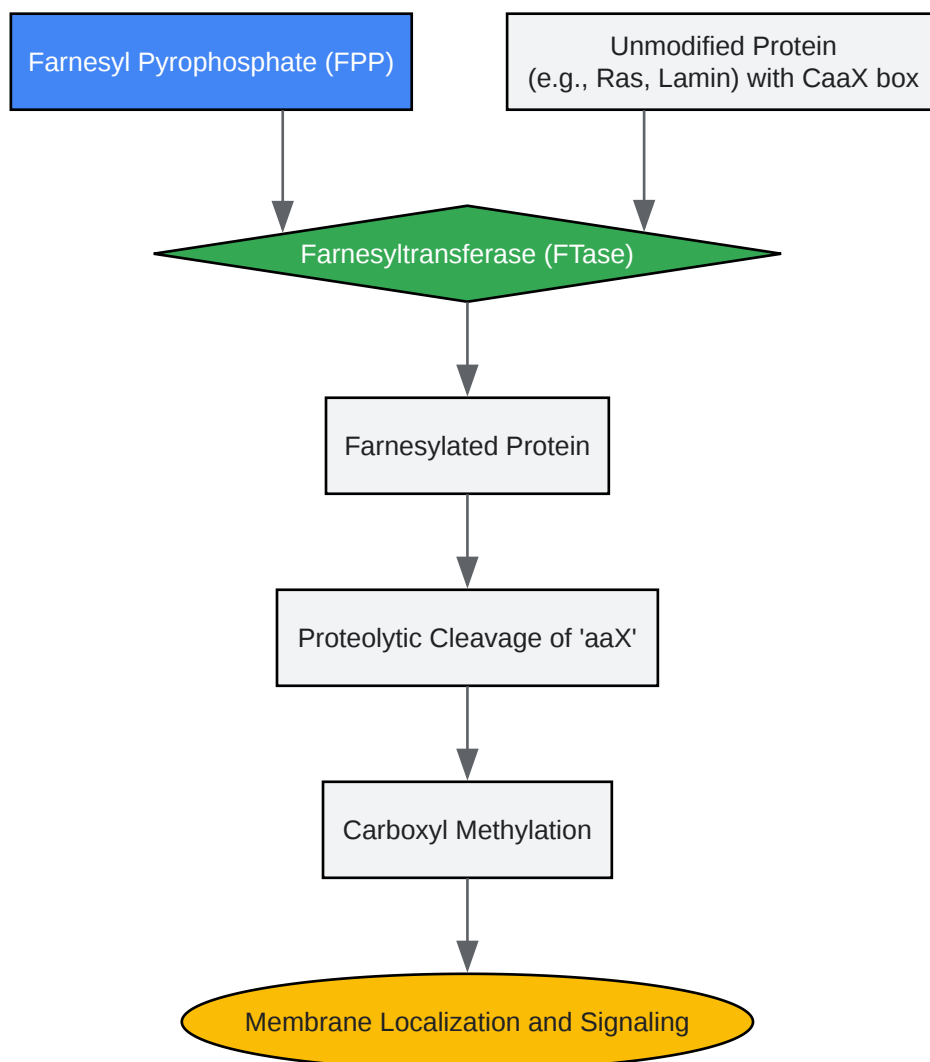 Farnesyl Pyrophosphate (FPP)
Unmodified Protein
(e.g., Ras, Lamin) with CaaX box
Farnesyltransferase (FTase)
Farnesylated Protein
Proteolytic Cleavage of 'aaX'
Carboxyl Methylation
Membrane Localization and Signaling